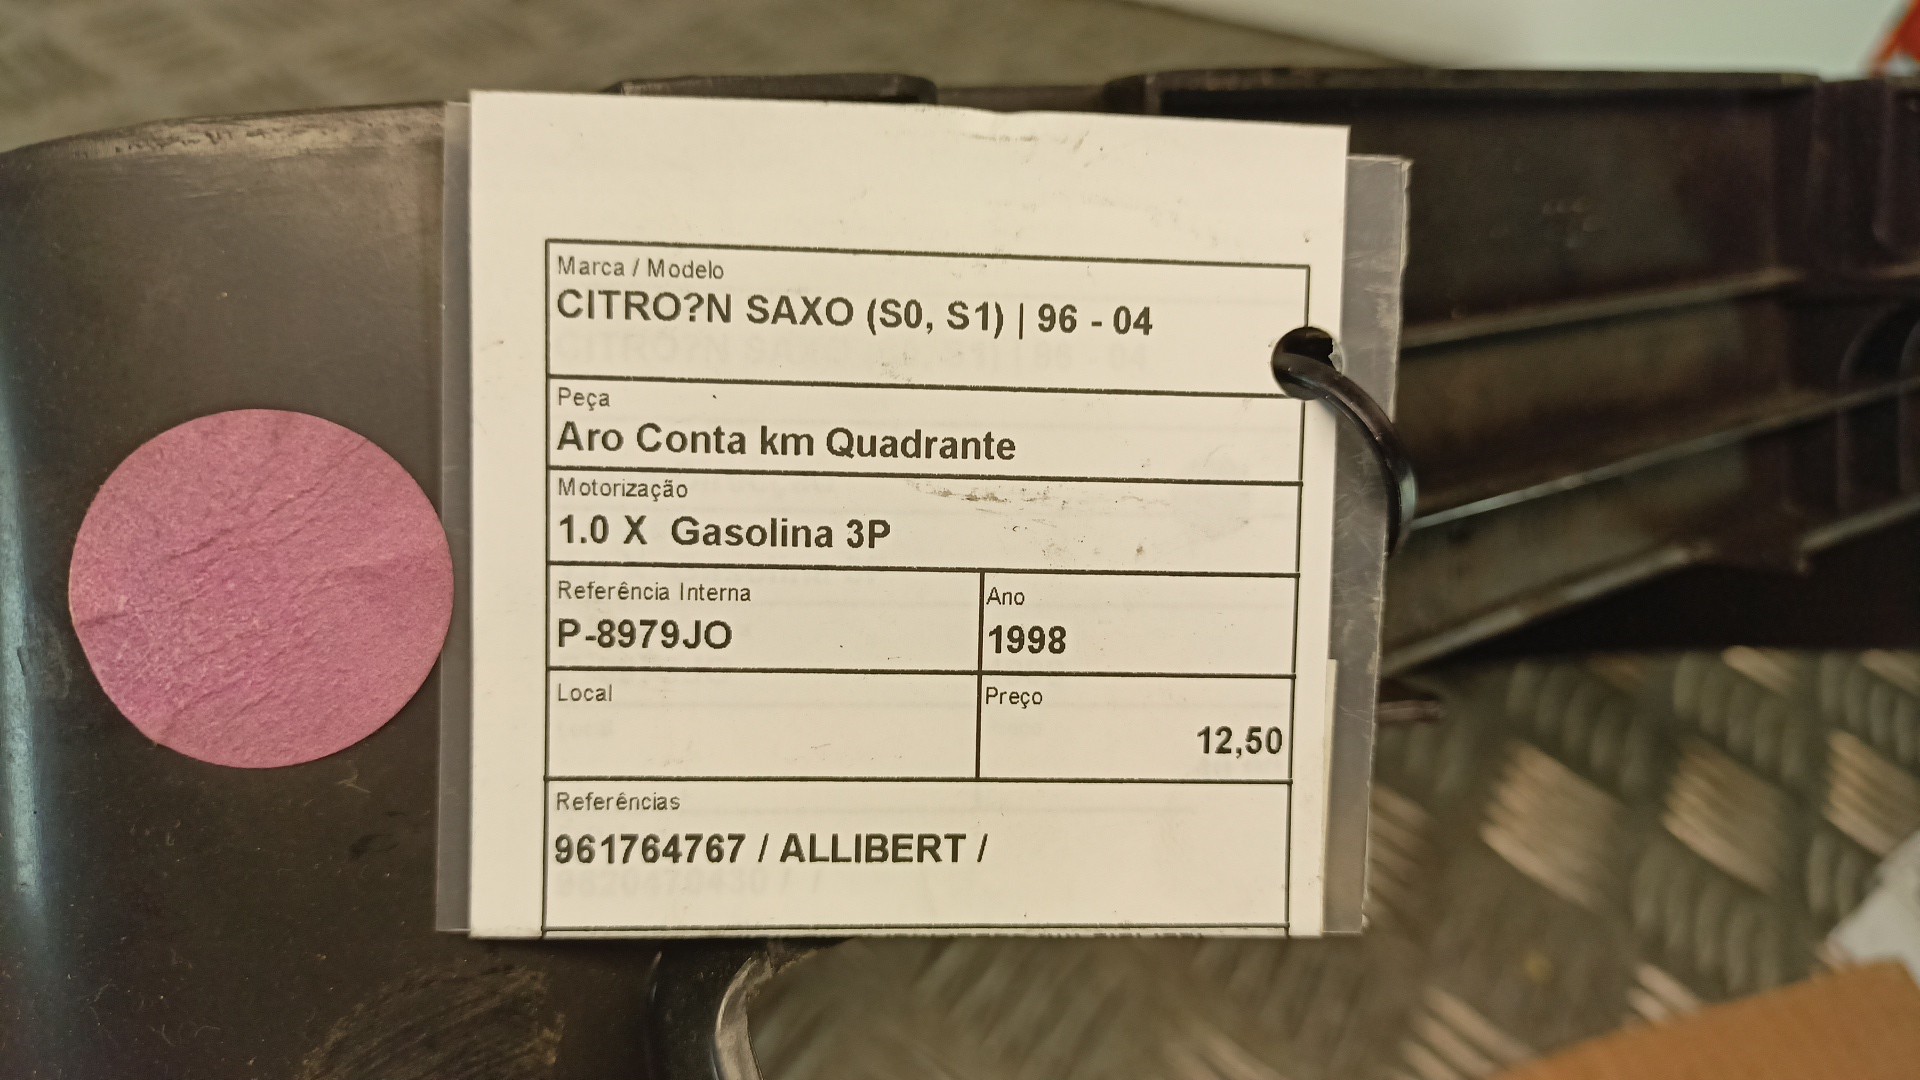 Marca / Modelo
CITRO?N SAXO (S0, S1) | 96 - 04
Peça
Aro Conta km Quadrante
Motorização
1.0 X  Gasolina 3P
Referência Interna
P-8979JO
Ano
1998
Local
Preço
12,50
Referências
961764767 / ALLIBERT /